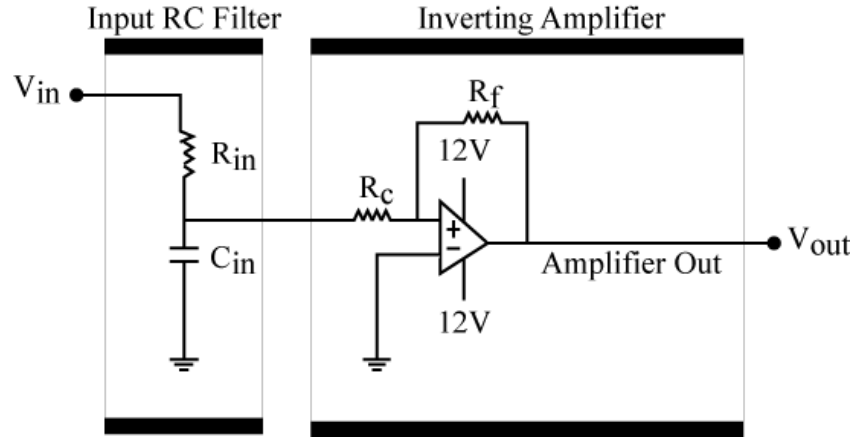 Input RC Filter
Inverting Amplifier
Vin
Rin
Cin
Rc
Rf
12V
+
−
12V
Amplifier Out
Vout